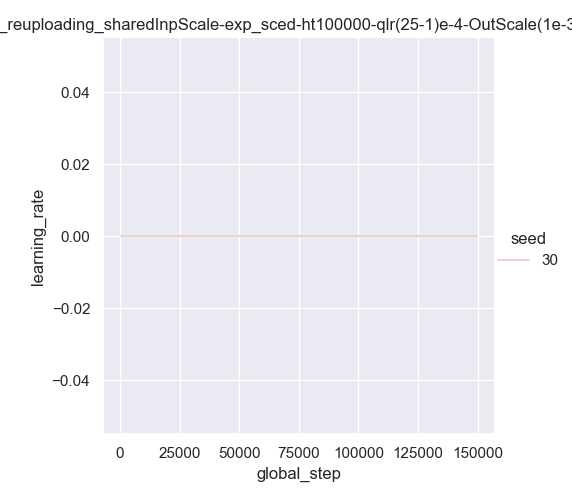 _reuploading_sharedInpScale-exp_sced-ht100000-qlr(25-1)e-4-OutScale(1e-3
0.04
0.02
0.00
−0.02
−0.04
learning_rate
0 25000 50000 75000 100000 125000 150000
global_step
seed
30